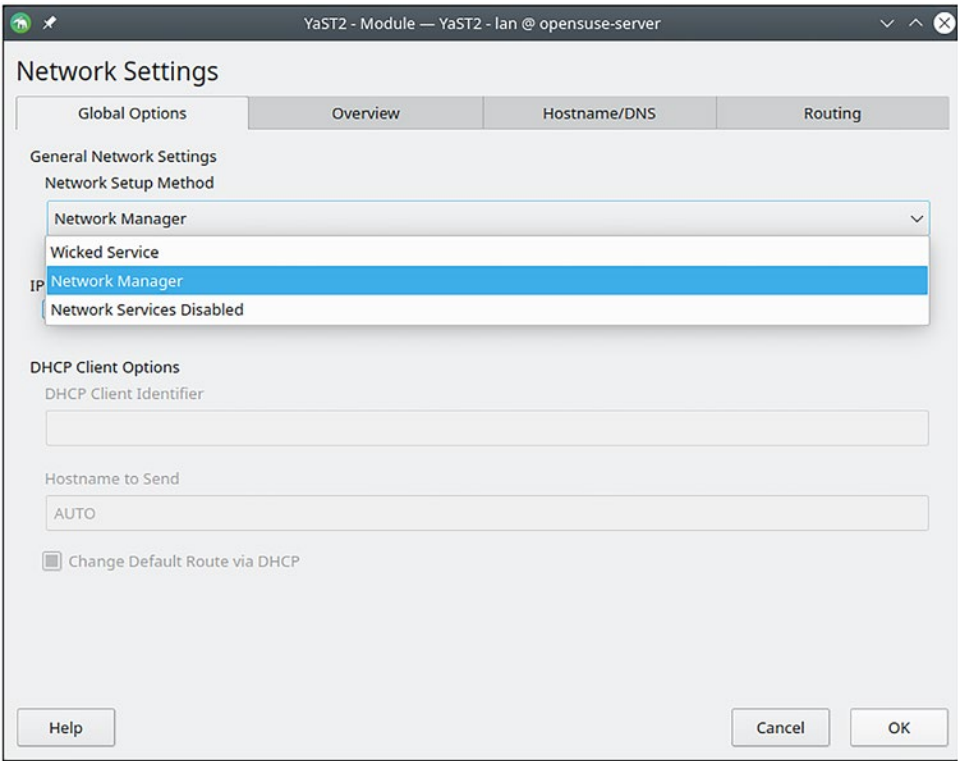 YaST2 - Module — YaST2 - lan @ opensuse-server
Network Settings
Global Options
Overview
Hostname/DNS
Routing
General Network Settings
Network Setup Method
Network Manager
Wicked Service
IP
Network Manager
Network Services Disabled
DHCP Client Options
DHCP Client Identifier
Hostname to Send
AUTO
Change Default Route via DHCP
Help
Cancel
OK